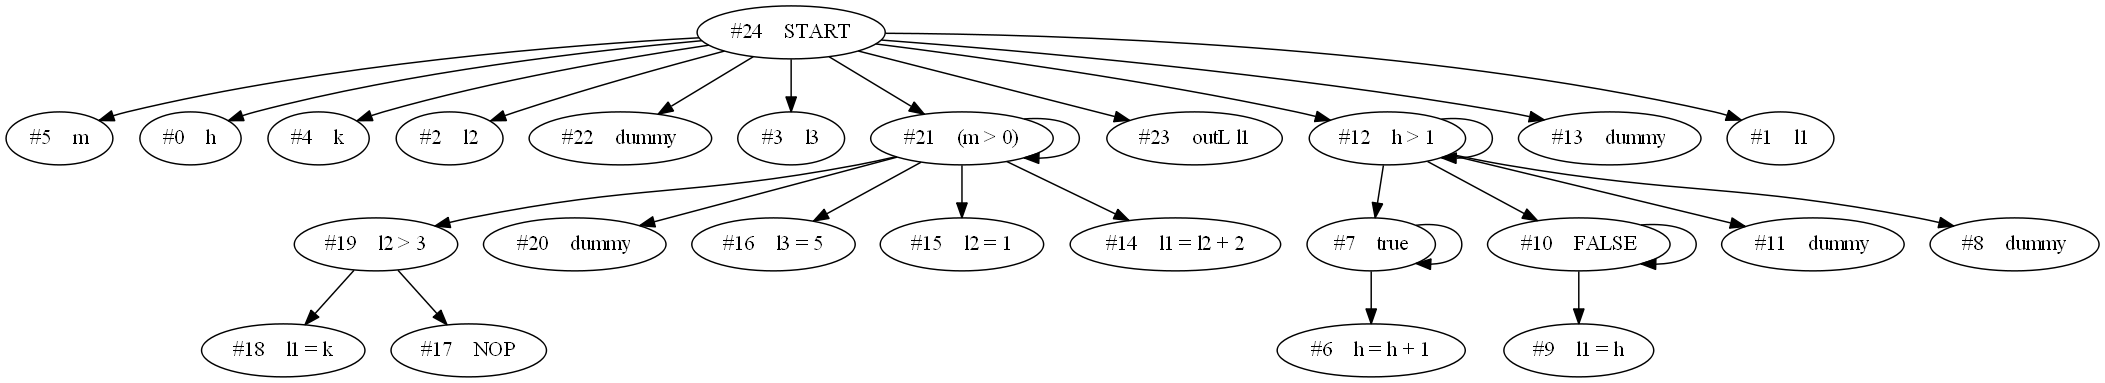 #24 START
#5 m
#0 h
#4 k
#2 l2
#22 dummy
#3 l3
#21 (m > 0)
#23 outL l1
#12 h > 1
#13 dummy
#1 l1
#19 l2 > 3
#20 dummy
#16 l3 = 5
#15 l2 = 1
#14 l1 = l2 + 2
#7 true
#10 FALSE
#11 dummy
#8 dummy
#18 l1 = k
#17 NOP
#6 h = h + 1
#9 l1 = h